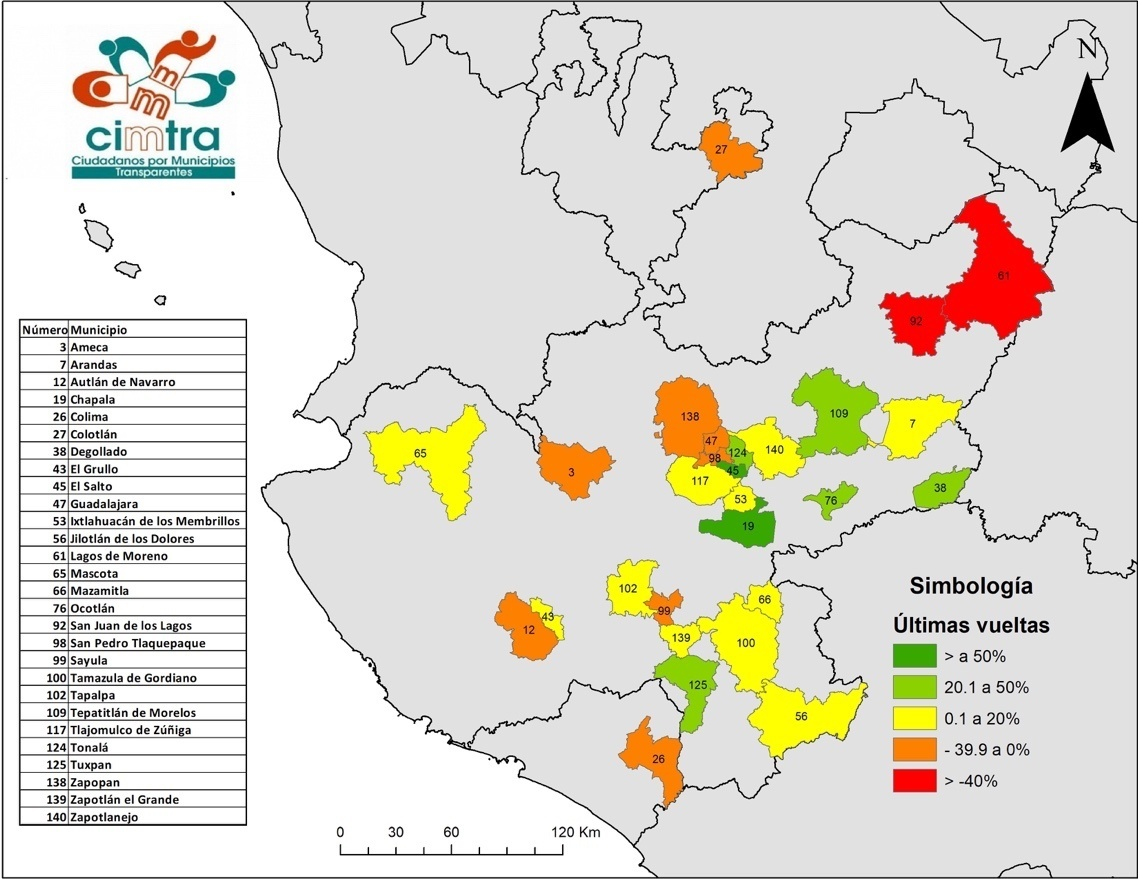 cimtra
Ciudadanos por Municipios
Transparentes
mm
m
N
Número Municipio
3 Ameca
7 Arandas
12 Autlán de Navarro
19 Chapala
26 Colima
27 Colotlán
38 Degollado
43 El Grullo
45 El Salto
47 Guadalajara
53 Ixtlahuacán de los Membrillos
56 Jilotlán de los Dolores
61 Lagos de Moreno
65 Mascota
66 Mazamitla
76 Ocotlán
92 San Juan de los Lagos
98 San Pedro Tlaquepaque
99 Sayula
100 Tamazula de Gordiano
102 Tapalpa
109 Tepatitlán de Morelos
117 Tlajomulco de Zúñiga
124 Tonalá
125 Tuxpan
138 Zapopan
139 Zapotlán el Grande
140 Zapotlanejo
27
61
92
138
109
7
47
124
140
65
98
3
45
117
38
53
76
19
102
66
99
43
12
139
100
125
56
26
Simbología
Últimas vueltas
> a 50%
20.1 a 50%
0.1 a 20%
- 39.9 a 0%
> -40%
0 30 60 120 Km